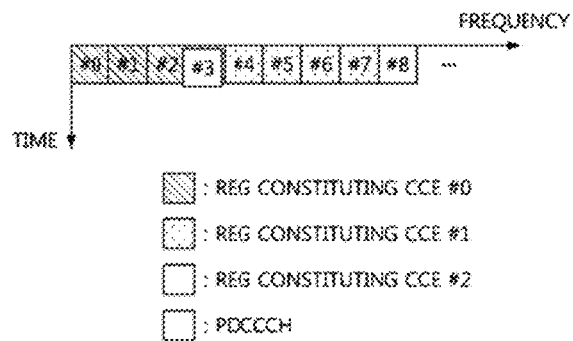 FREQUENCY
#0 #1 #2 #3 #4 #5 #6 #7 #8 ...
TIME
: REG CONSTITUTING CCE #0
: REG CONSTITUTING CCE #1
: REG CONSTITUTING CCE #2
: PDCCCH